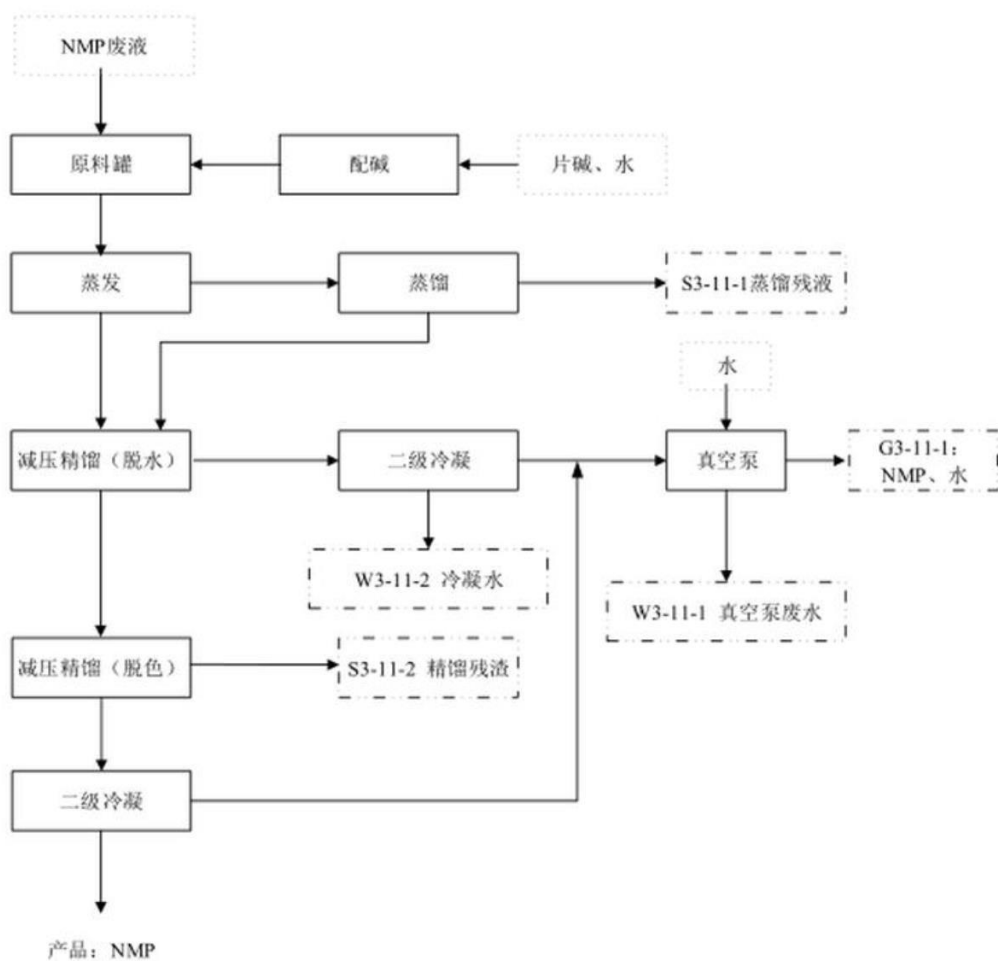 NMP废液
原料罐
配碱
片碱、水
蒸发
蒸馏
S3-11-1蒸馏残液
水
减压精馏（脱水）
二级冷凝
真空泵
G3-11-1：
NMP、水
W3-11-2 冷凝水
W3-11-1 真空泵废水
减压精馏（脱色）
S3-11-2 精馏残渣
二级冷凝
产品：NMP